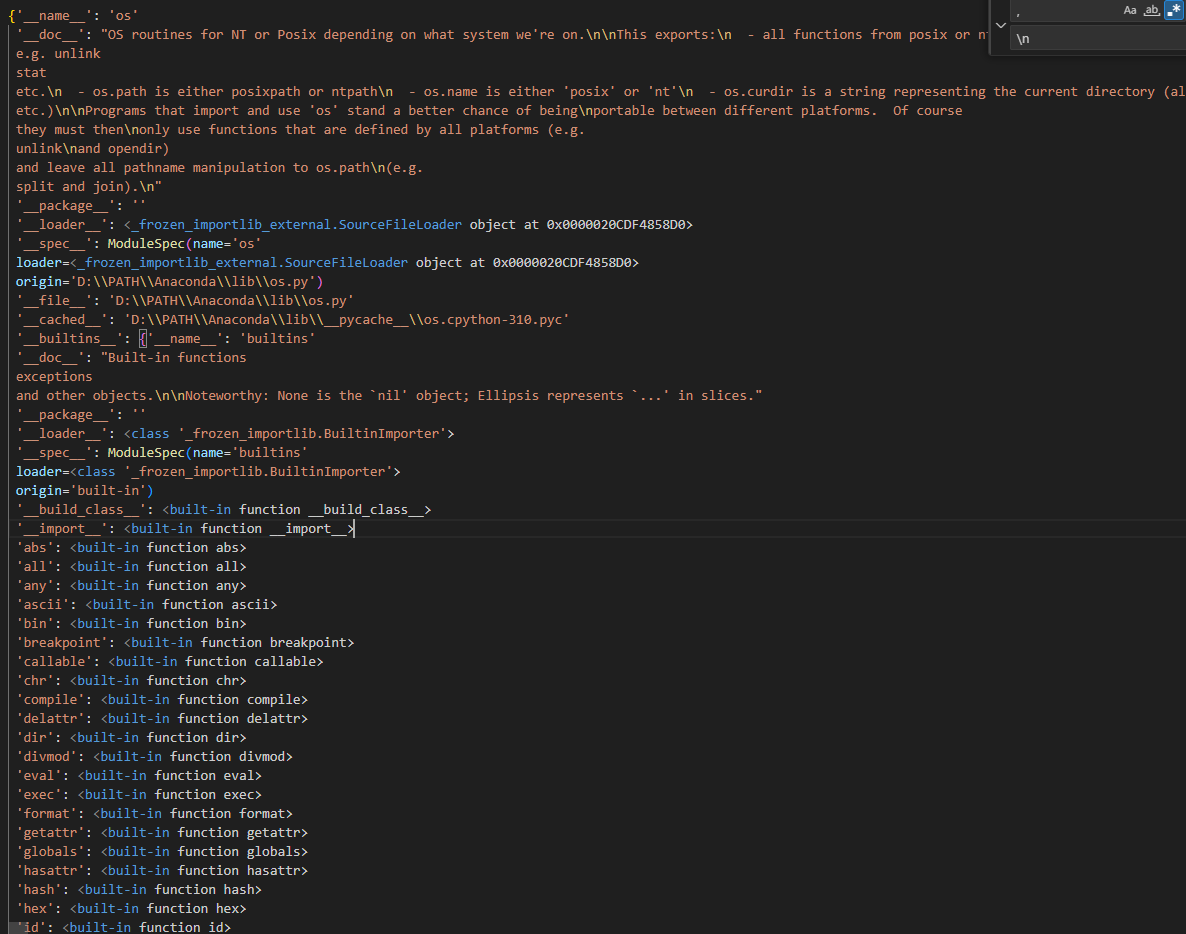 {'__name__': 'os'
'__doc__': "OS routines for NT or Posix depending on what system we're on.\n\nThis exports:\n  - all functions from posix or nt
e.g. unlink
stat
etc.\n  - os.path is either posixpath or ntpath\n  - os.name is either 'posix' or 'nt'\n  - os.curdir is a string representing the current directory (al
etc.)\n\nPrograms that import and use 'os' stand a better chance of being\nportable between different platforms.  Of course
they must then\nonly use functions that are defined by all platforms (e.g.
unlink\nand opendir)
and leave all pathname manipulation to os.path\n(e.g.
split and join).\n"
'__package__': ''
'__loader__': <_frozen_importlib_external.SourceFileLoader object at 0x0000020CDF4858D0>
'__spec__': ModuleSpec(name='os'
loader=<_frozen_importlib_external.SourceFileLoader object at 0x0000020CDF4858D0>
origin='D:\\PATH\\Anaconda\\lib\\os.py')
'__file__': 'D:\\PATH\\Anaconda\\lib\\os.py'
'__cached__': 'D:\\PATH\\Anaconda\\lib\\__pycache__\\os.cpython-310.pyc'
'__builtins__': {'__name__': 'builtins'
'__doc__': "Built-in functions
exceptions
and other objects.\n\nNoteworthy: None is the `nil' object; Ellipsis represents `...' in slices."
'__package__': ''
'__loader__': <class '_frozen_importlib.BuiltinImporter'>
'__spec__': ModuleSpec(name='builtins'
loader=<class '_frozen_importlib.BuiltinImporter'>
origin='built-in')
'__build_class__': <built-in function __build_class__>
'__import__': <built-in function __import__>
'abs': <built-in function abs>
'all': <built-in function all>
'any': <built-in function any>
'ascii': <built-in function ascii>
'bin': <built-in function bin>
'breakpoint': <built-in function breakpoint>
'callable': <built-in function callable>
'chr': <built-in function chr>
'compile': <built-in function compile>
'delattr': <built-in function delattr>
'dir': <built-in function dir>
'divmod': <built-in function divmod>
'eval': <built-in function eval>
'exec': <built-in function exec>
'format': <built-in function format>
'getattr': <built-in function getattr>
'globals': <built-in function globals>
'hasattr': <built-in function hasattr>
'hash': <built-in function hash>
'hex': <built-in function hex>
'id': <built-in function id>
, Aa ab .*
\n